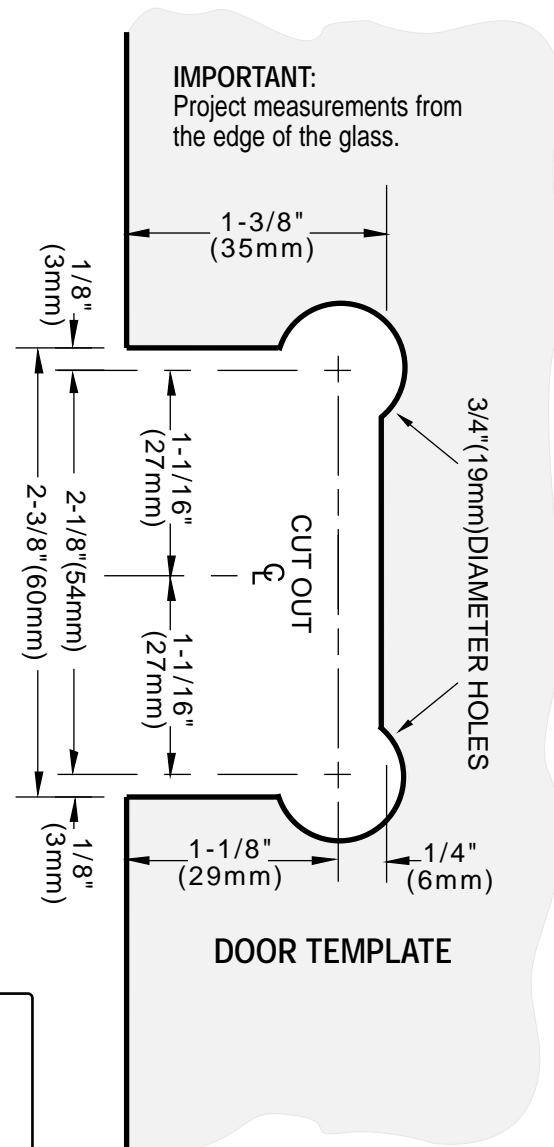 IMPORTANT:
Project measurements from
the edge of the glass.
1-3/8"
(35mm)
1/8"
(3mm)
1-1/16"
(27mm)
2-1/8"(54mm)
2-3/8"(60mm)
3/4"(19mm)DIAMETER HOLES
CUT OUT
CL
1-1/16"
(27mm)
1/8"
(3mm)
1-1/8"
(29mm)
1/4"
(6mm)
DOOR TEMPLATE